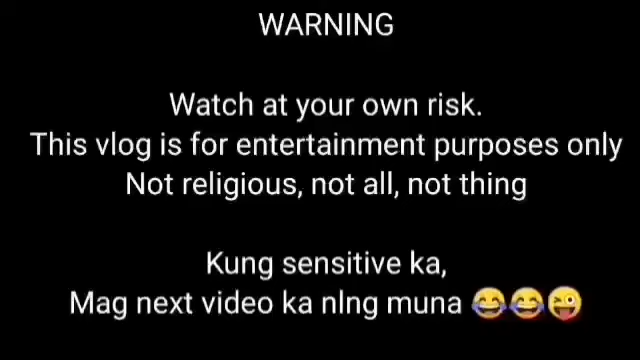 WARNING
Watch at your own risk.
This vlog is for entertainment purposes only
Not religious, not all, not thing
Kung sensitive ka,
Mag next video ka nlng muna 😂😂😜